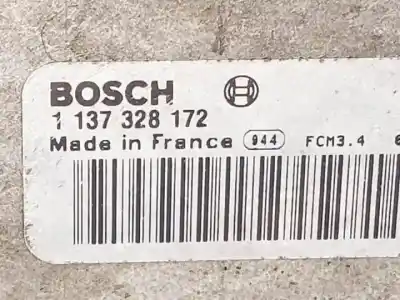 BOSCH
1 137 328 172
Made in France 944 FCM3.4